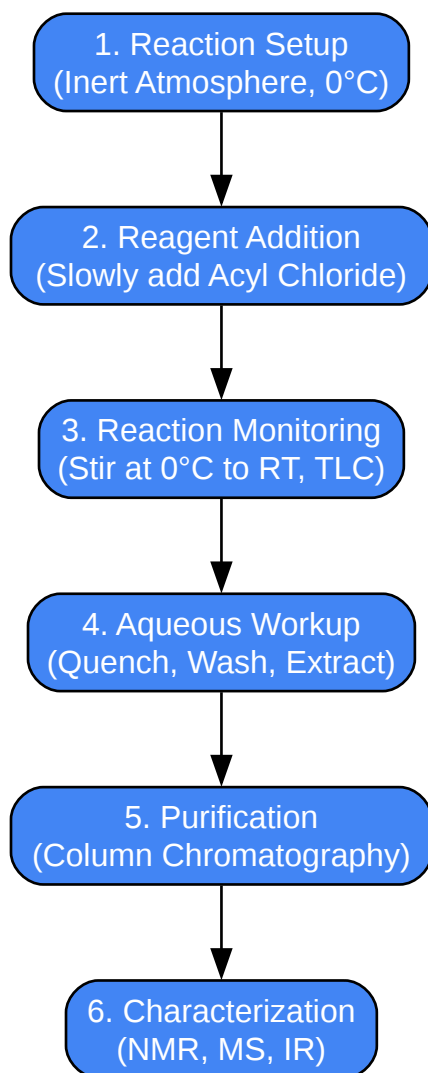 1. Reaction Setup
(Inert Atmosphere, 0°C)
2. Reagent Addition
(Slowly add Acyl Chloride)
3. Reaction Monitoring
(Stir at 0°C to RT, TLC)
4. Aqueous Workup
(Quench, Wash, Extract)
5. Purification
(Column Chromatography)
6. Characterization
(NMR, MS, IR)